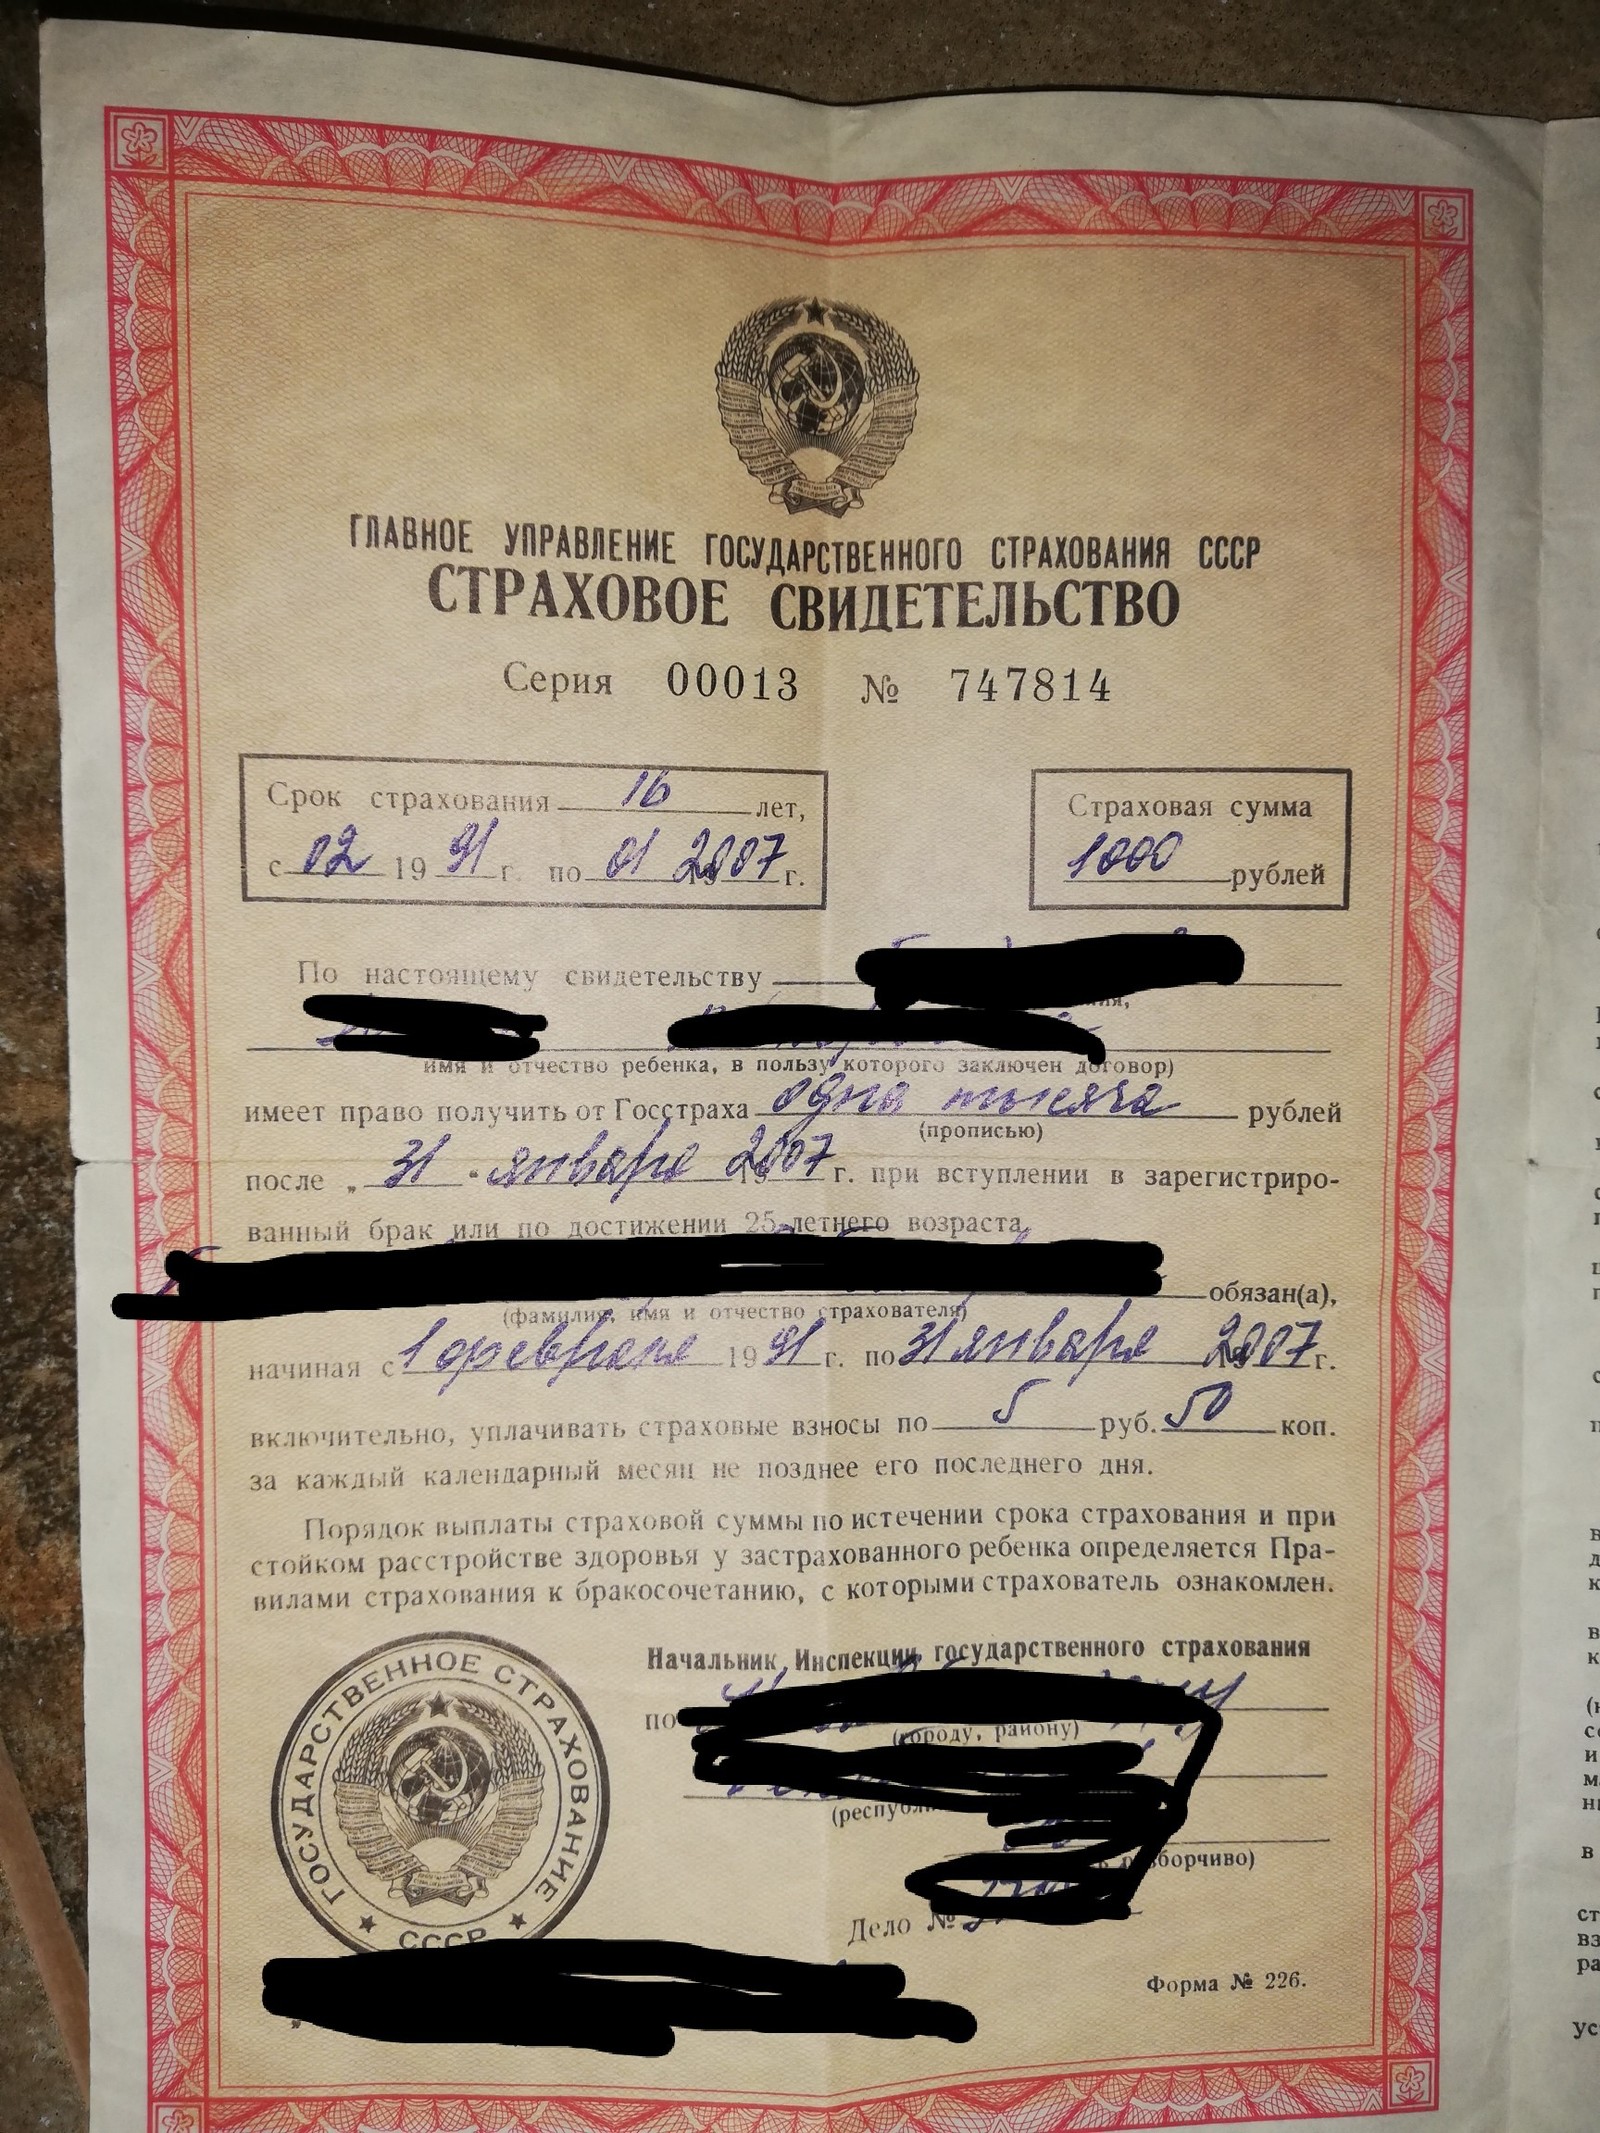 ГЛАВНОЕ УПРАВЛЕНИЕ ГОСУДАРСТВЕННОГО СТРАХОВАНИЯ СССР
СТРАХОВОЕ СВИДЕТЕЛЬСТВО
Серия 00013 № 747814
Срок страхования 16 лет,
с 02 1991 г. по 01 2007 г.
Страховая сумма
1000 рублей
По настоящему свидетельству
имя и отчество ребенка, в пользу которого заключен договор)
имеет право получить от Госстраха одна тысяча рублей
(прописью)
после „31" января 2007 г. при вступлении в зарегистриро-
ванный брак или по достижении 25-летнего возраста,
обязан(а),
(фамилия, имя и отчество страхователя)
начиная с 1 февраля 1991 г. по 31 января 2007 г.
включительно, уплачивать страховые взносы по 5 руб. 50 коп.
за каждый календарный месяц не позднее его последнего дня.
Порядок выплаты страховой суммы по истечении срока страхования и при
стойком расстройстве здоровья у застрахованного ребенка определяется Пра-
вилами страхования к бракосочетанию, с которыми страхователь ознакомлен.
Начальник Инспекции государственного страхования
по
(городу, району)
Дело №
Форма № 226.
ГОСУДАРСТВЕННОЕ СТРАХОВАНИЕ
СССР